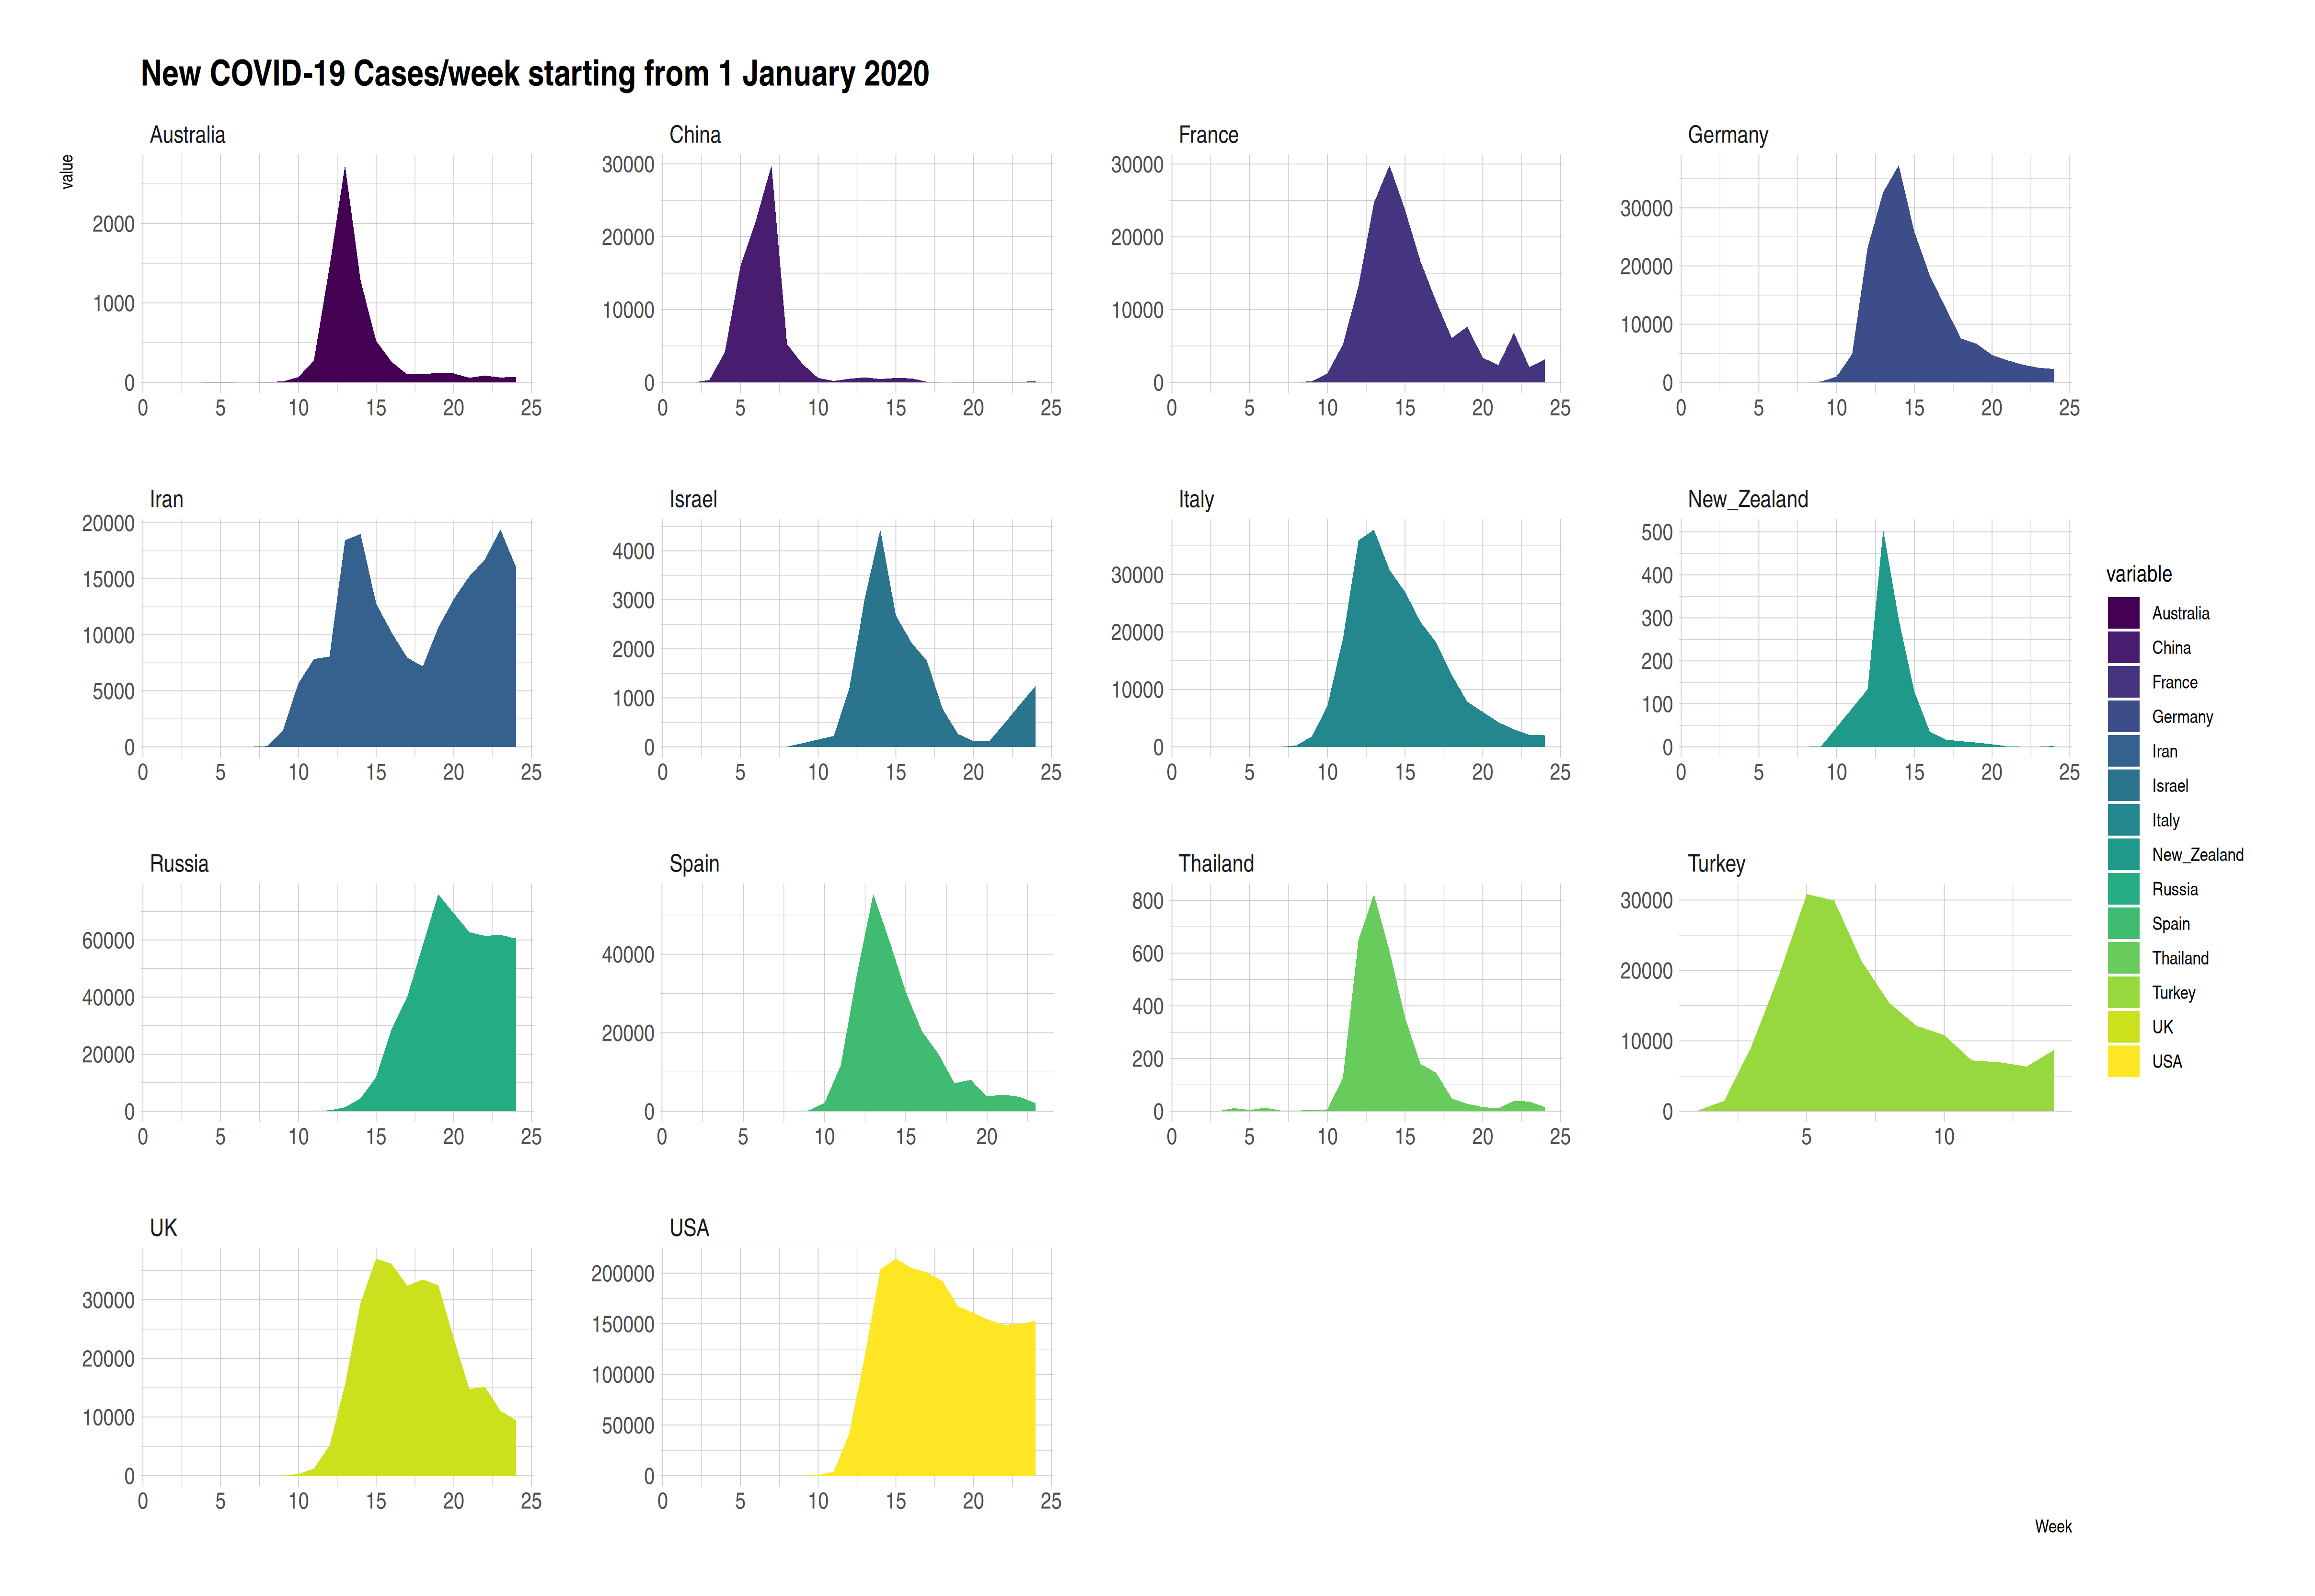 New COVID-19 Cases/week starting from 1 January 2020
value
Australia
2000
1000
0
0 5 10 15 20 25
China
30000
20000
10000
0
0 5 10 15 20 25
France
30000
20000
10000
0
0 5 10 15 20 25
Germany
30000
20000
10000
0
0 5 10 15 20 25
Iran
20000
15000
10000
5000
0
0 5 10 15 20 25
Israel
4000
3000
2000
1000
0
0 5 10 15 20 25
Italy
30000
20000
10000
0
0 5 10 15 20 25
New_Zealand
500
400
300
200
100
0
0 5 10 15 20 25
Russia
60000
40000
20000
0
0 5 10 15 20 25
Spain
40000
20000
0
0 5 10 15 20
Thailand
800
600
400
200
0
0 5 10 15 20 25
Turkey
30000
20000
10000
0
5 10
UK
30000
20000
10000
0
0 5 10 15 20 25
USA
200000
150000
100000
50000
0
0 5 10 15 20 25
Week
variable
Australia
China
France
Germany
Iran
Israel
Italy
New_Zealand
Russia
Spain
Thailand
Turkey
UK
USA